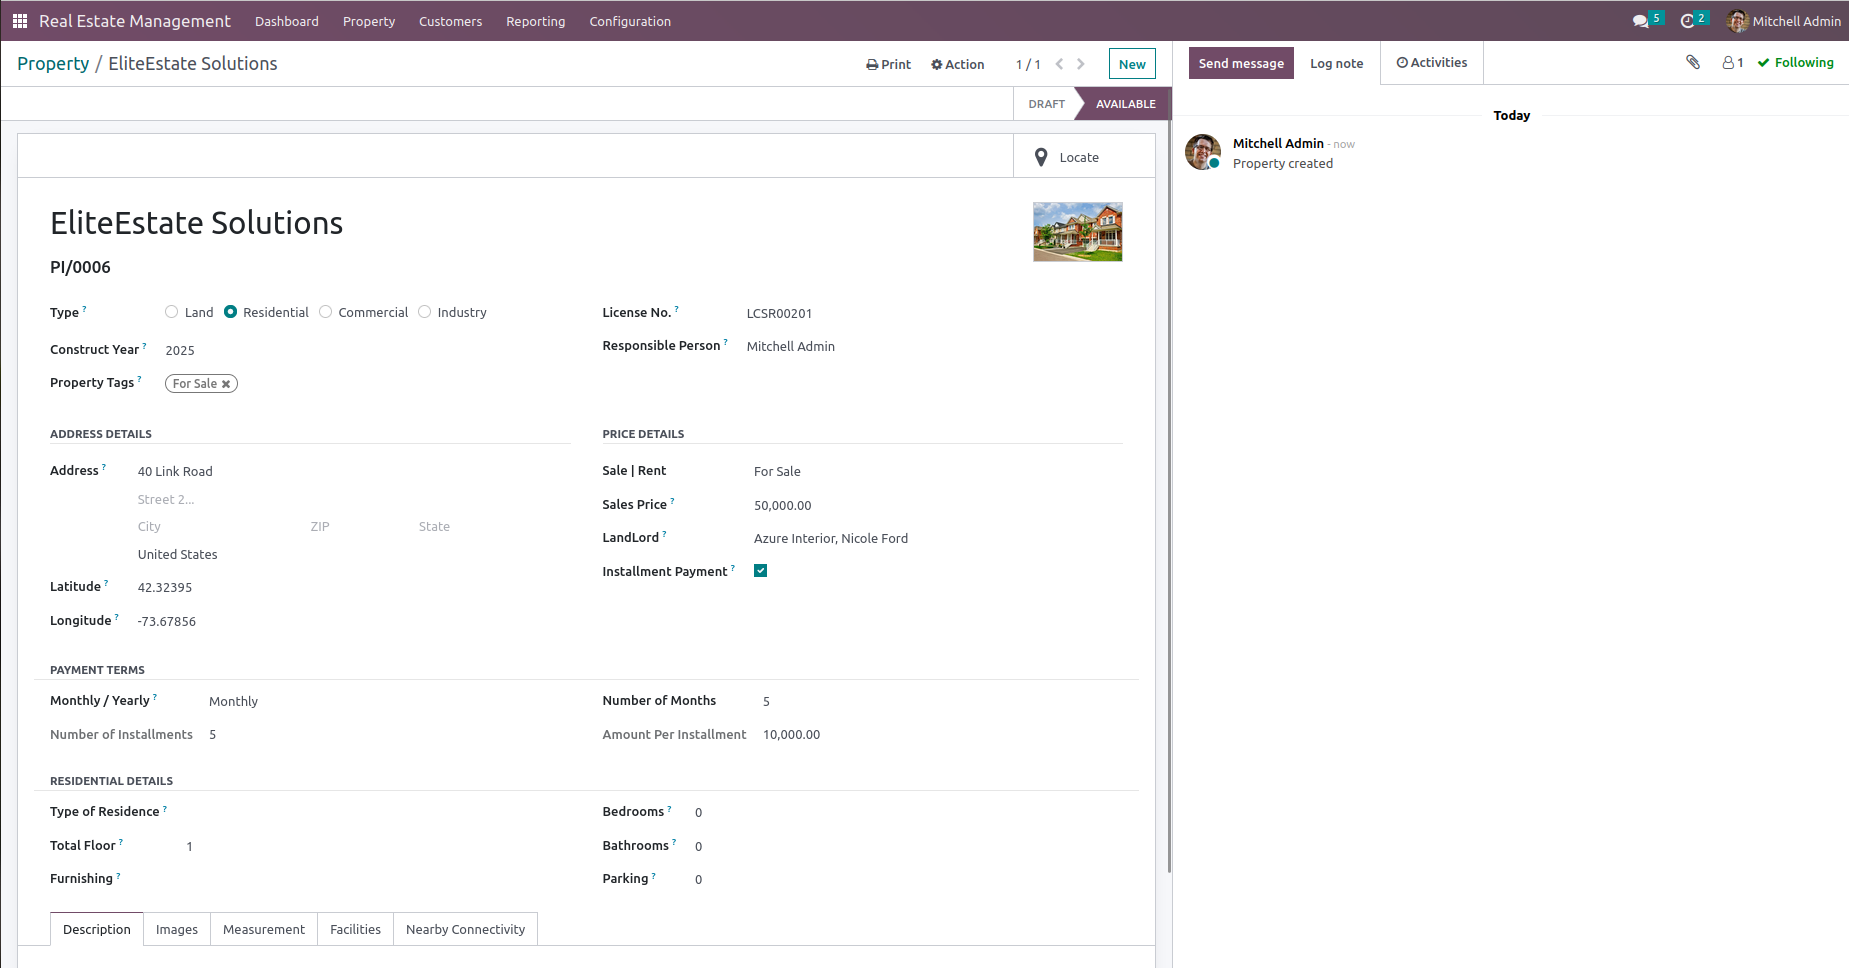 Real Estate Management Dashboard Property Customers Reporting Configuration 5 2 Mitchell Admin
Property / EliteEstate Solutions Print Action 1 / 1 New
DRAFT AVAILABLE
Locate
EliteEstate Solutions
PI/0006
Type ? Land Residential Commercial Industry
Construct Year ? 2025
Property Tags ? For Sale ✖
License No. ? LCSR00201
Responsible Person ? Mitchell Admin
ADDRESS DETAILS
Address ? 40 Link Road
Street 2...
City ZIP State
United States
Latitude ? 42.32395
Longitude ? -73.67856
PRICE DETAILS
Sale | Rent For Sale
Sales Price ? 50,000.00
LandLord ? Azure Interior, Nicole Ford
Installment Payment ?
PAYMENT TERMS
Monthly / Yearly ? Monthly
Number of Months 5
Number of Installments 5
Amount Per Installment 10,000.00
RESIDENTIAL DETAILS
Type of Residence ?
Bedrooms ? 0
Total Floor ? 1
Bathrooms ? 0
Furnishing ?
Parking ? 0
Description Images Measurement Facilities Nearby Connectivity
Send message Log note Activities 1 Following
Today
Mitchell Admin - now
Property created